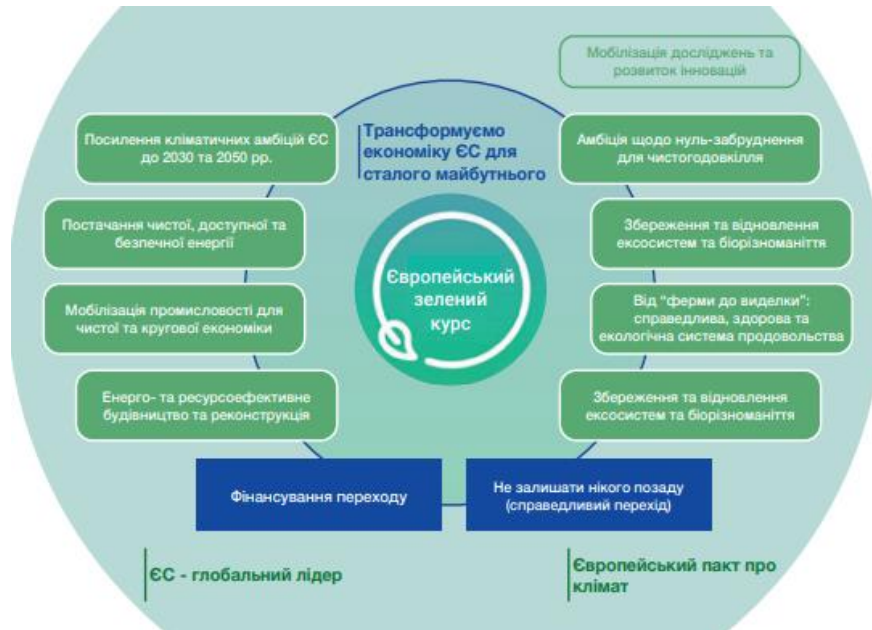 Мобілізація досліджень та
розвиток інновацій
Посилення кліматичних амбіцій ЄС
до 2030 та 2050 рр.
Трансформуємо
економіку ЄС для
сталого майбутнього
Амбіція щодо нуль-забруднення
для чистогодовкілля
Постачання чистої, доступної та
безпечної енергії
Збереження та відновлення
ексосистем та біорізноманіття
Європейський
зелений
курс
Мобілізація промисловості для
чистої та кругової економіки
Від “ферми до виделки”:
справедлива, здорова та
екологічна система продовольства
Енерго- та ресурсоефективне
будівництво та реконструкція
Збереження та відновлення
ексосистем та біорізноманіття
Фінансування переходу
Не залишати нікого позаду
(справедливий перехід)
ЄС - глобальний лідер
Європейський пакт про
клімат